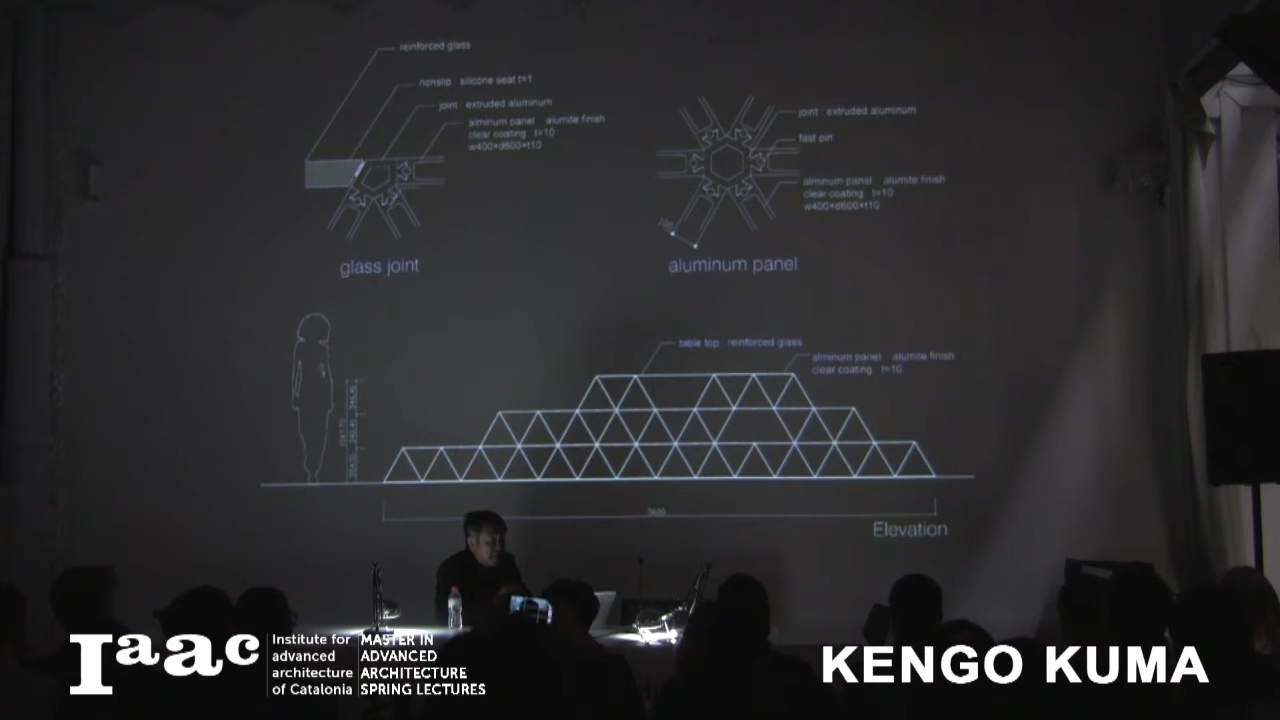 reinforced glass
nonslip : silicone seat t=1
joint : extruded aluminum
alminum panel : alumite finish
clear coating t=10
w400×d600×t10
glass joint
joint : extruded aluminum
fast pin
alminum panel : alumite finish
clear coating t=10
w400×d600×t10
100
aluminum panel
table top : reinforced glass
alminum panel : alumite finish
clear coating : t=10
Elevation
Iaac
Institute for
advanced
architecture
of Catalonia
MASTER IN
ADVANCED
ARCHITECTURE
SPRING LECTURES
KENGO KUMA